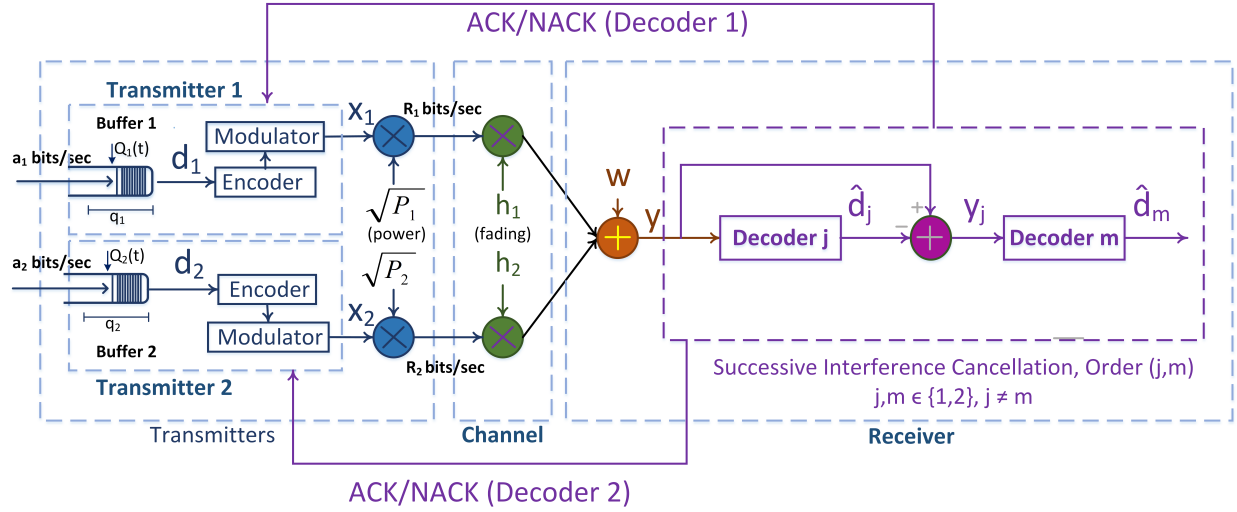 ACK/NACK (Decoder 1)
Transmitter 1
Buffer 1
a₁ bits/sec
Q₁(t)
q₁
d₁
Encoder
Modulator
x₁
R₁ bits/sec
√P₁
(power)
√P₂
h₁
(fading)
h₂
Q₂(t)
a₂ bits/sec
q₂
d₂
Encoder
Modulator
x₂
R₂ bits/sec
Buffer 2
Transmitter 2
Transmitters
Channel
w
+
y
Decoder j
d̂ⱼ
+
−
+
yⱼ
Decoder m
d̂ₘ
Successive Interference Cancellation, Order (j,m)
j,m ϵ {1,2}, j ≠ m
Receiver
ACK/NACK (Decoder 2)